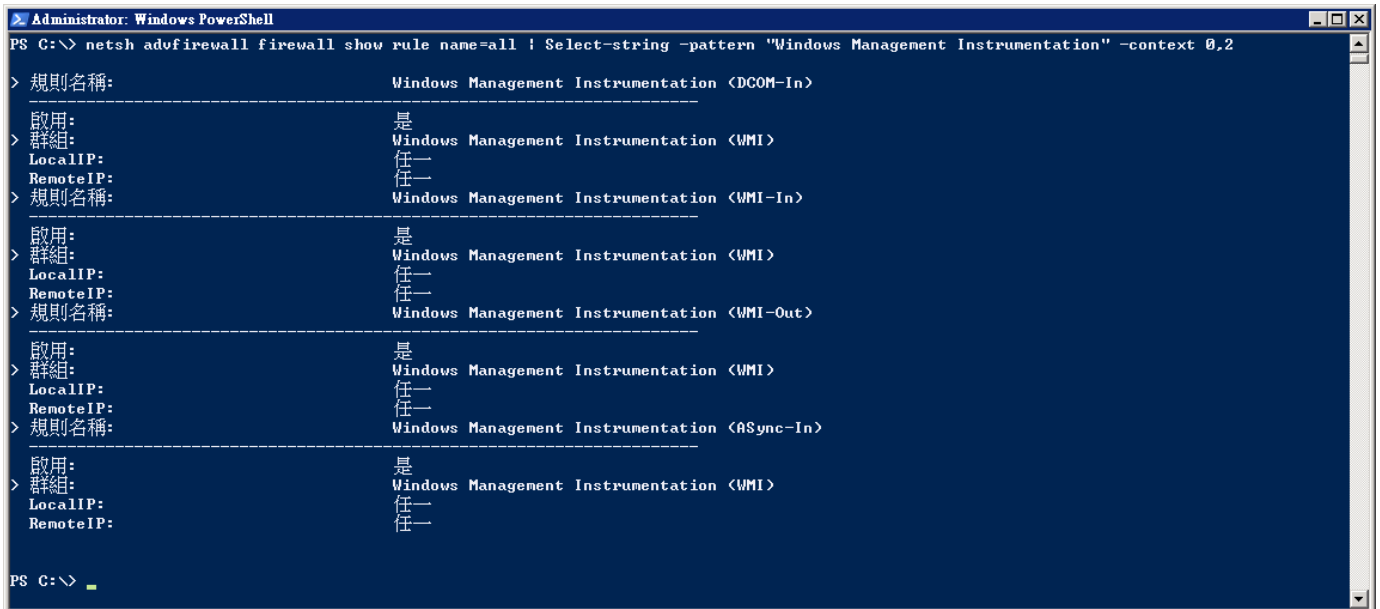 Administrator: Windows PowerShell
PS C:\> netsh advfirewall firewall show rule name=all | Select-string -pattern "Windows Management Instrumentation" -context 0,2
> 規則名稱: Windows Management Instrumentation (DCOM-In)
----------------------------------------------------------------------
啟用: 是
> 群組: Windows Management Instrumentation (WMI)
LocalIP: 任一
RemoteIP: 任一
> 規則名稱: Windows Management Instrumentation (WMI-In)
----------------------------------------------------------------------
啟用: 是
> 群組: Windows Management Instrumentation (WMI)
LocalIP: 任一
RemoteIP: 任一
> 規則名稱: Windows Management Instrumentation (WMI-Out)
----------------------------------------------------------------------
啟用: 是
> 群組: Windows Management Instrumentation (WMI)
LocalIP: 任一
RemoteIP: 任一
> 規則名稱: Windows Management Instrumentation (ASync-In)
----------------------------------------------------------------------
啟用: 是
> 群組: Windows Management Instrumentation (WMI)
LocalIP: 任一
RemoteIP: 任一
PS C:\> _